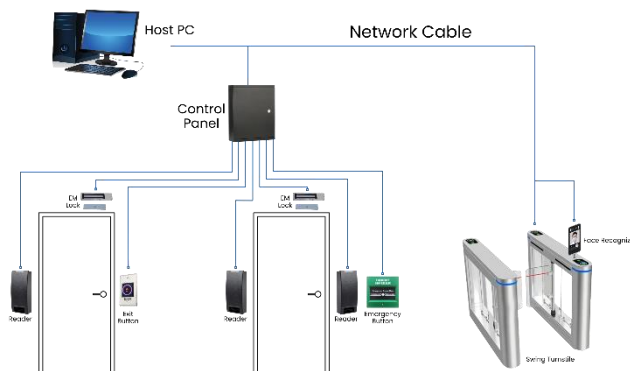 Host PC
Network Cable
Control
Panel
EM
Lock
EM
Lock
Face Recogniz
Reader
Exit
Button
Reader
Reader
Emergency
Button
Swing Turnstile